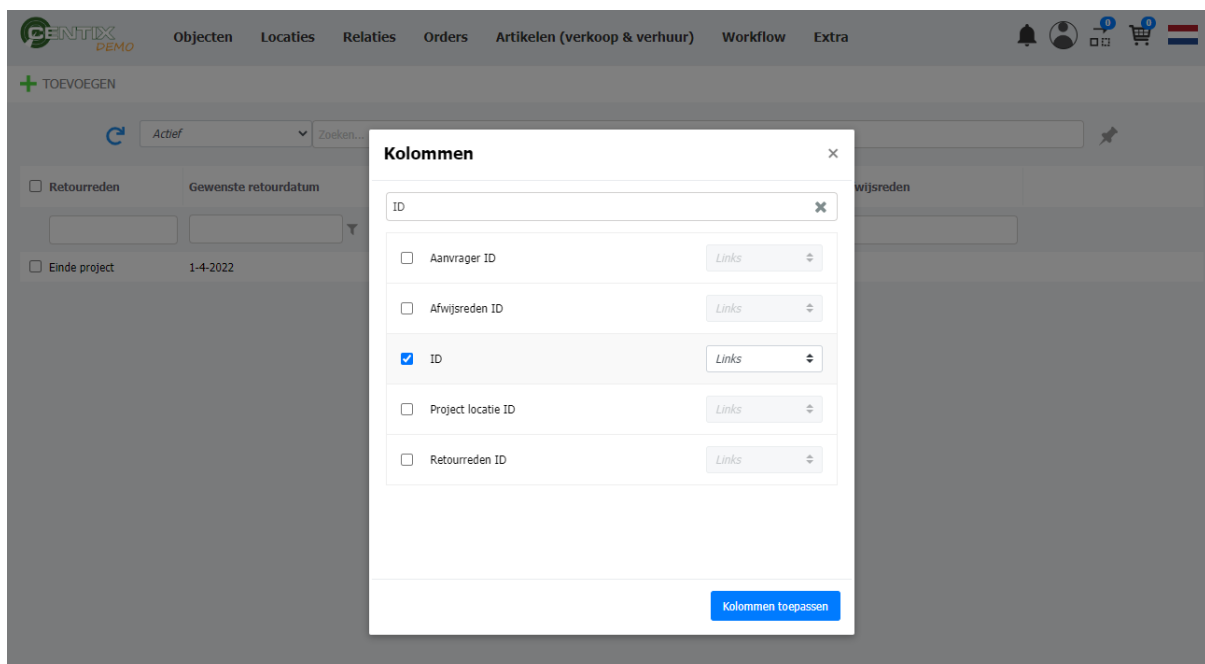 CENTIX
DEMO
Objecten Locaties Relaties Orders Artikelen (verkoop & verhuur) Workflow Extra
0 0
TOEVOEGEN
Actief Zoeken...
Kolommen
Retourreden Gewenste retourdatum wijsreden
ID
Aanvrager ID Links
Afwijsreden ID Links
Einde project 1-4-2022
ID Links
Project locatie ID Links
Retourreden ID Links
Kolommen toepassen